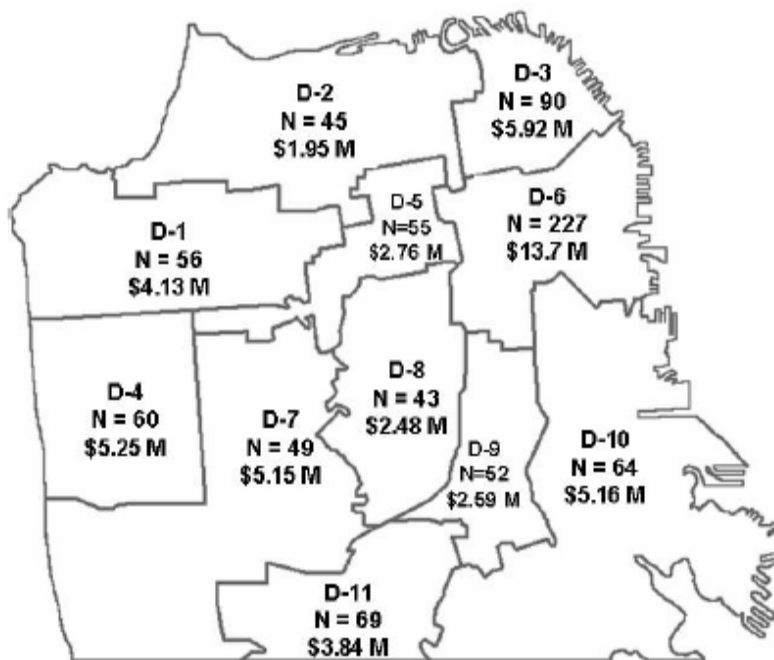 D-3
N = 90
$5.92 M
D-2
N = 45
$1.95 M
D-6
N = 227
$13.7 M
D-5
N=55
$2.76 M
D-1
N = 56
$4.13 M
D-8
N = 43
$2.48 M
D-4
N = 60
$5.25 M
D-7
N = 49
$5.15 M
D-9
N=52
$2.59 M
D-10
N = 64
$5.16 M
D-11
N = 69
$3.84 M